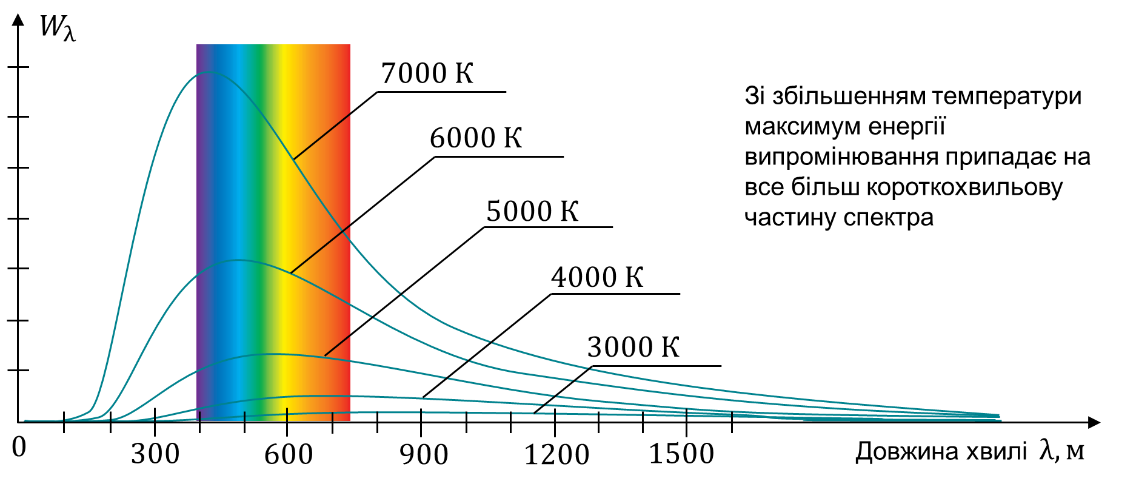 Wλ
7000 К
6000 К
5000 К
4000 К
3000 К
Зі збільшенням температури
максимум енергії
випромінювання припадає на
все більш короткохвильову
частину спектра
0
300
600
900
1200
1500
Довжина хвилі λ, м